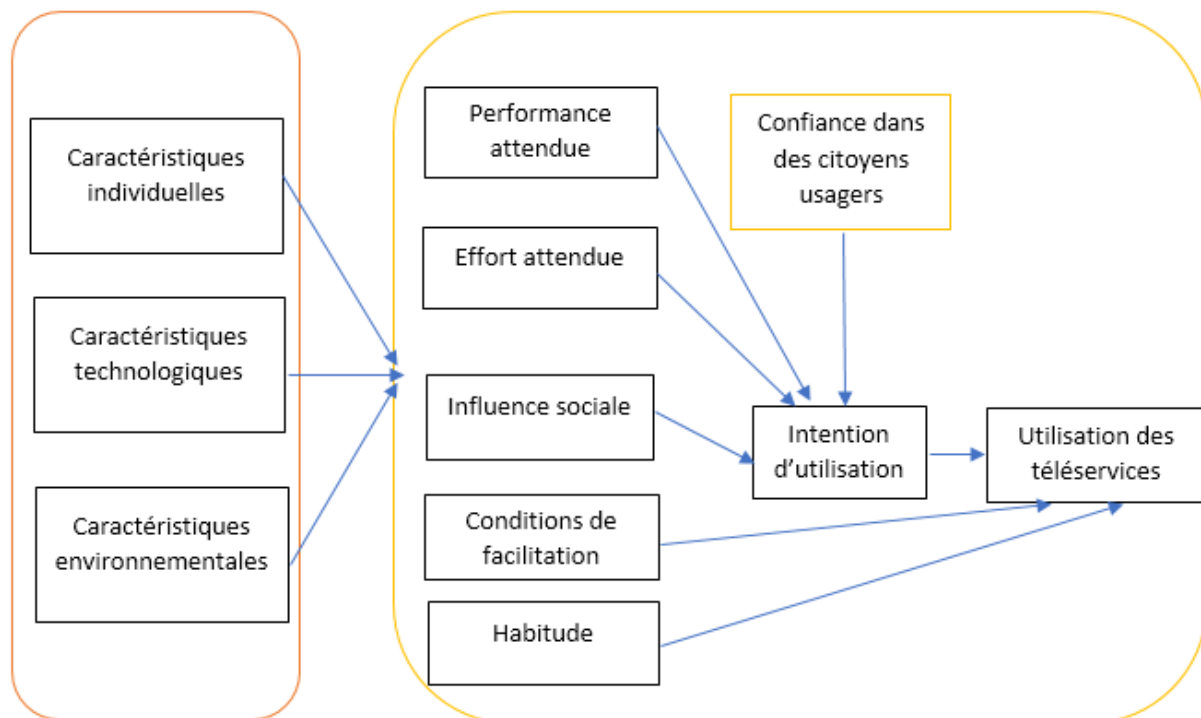 Caractéristiques
individuelles
Caractéristiques
technologiques
Caractéristiques
environnementales
Performance
attendue
Effort attendue
Influence sociale
Conditions de
facilitation
Habitude
Confiance dans
des citoyens
usagers
Intention
d’utilisation
Utilisation des
téléservices